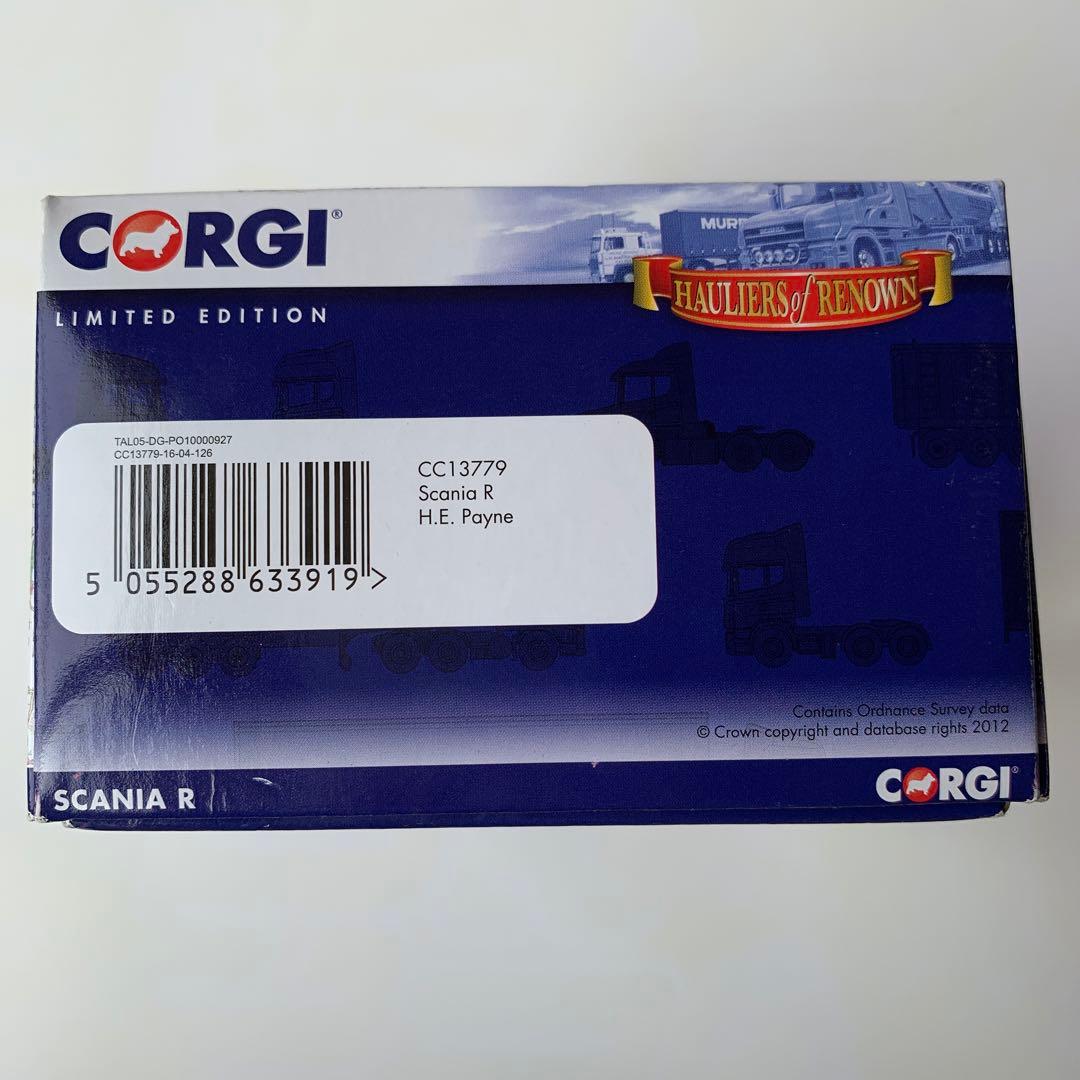 CORGI®
MUR
HAULIERS of RENOWN
LIMITED EDITION
TAL05-DG-PO10000927
CC13779-16-04-126
5 055288 633919 >
CC13779
Scania R
H.E. Payne
Contains Ordnance Survey data
© Crown copyright and database rights 2012
SCANIA R
CORGI®